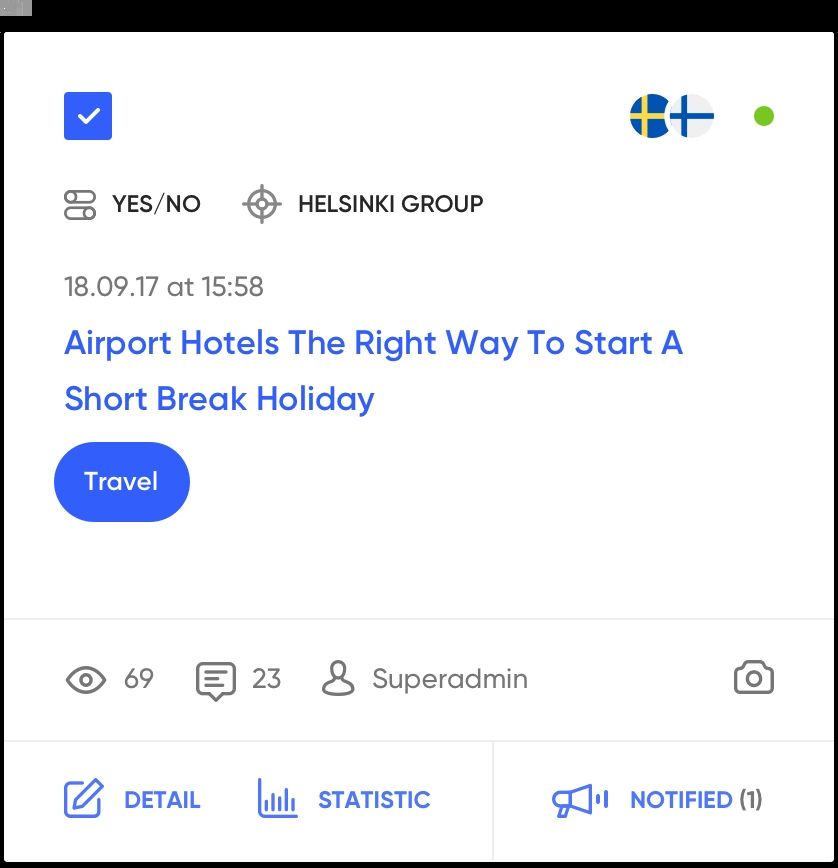 YES/NO HELSINKI GROUP
18.09.17 at 15:58
Airport Hotels The Right Way To Start A
Short Break Holiday
Travel
69 23 Superadmin
DETAIL STATISTIC NOTIFIED (1)